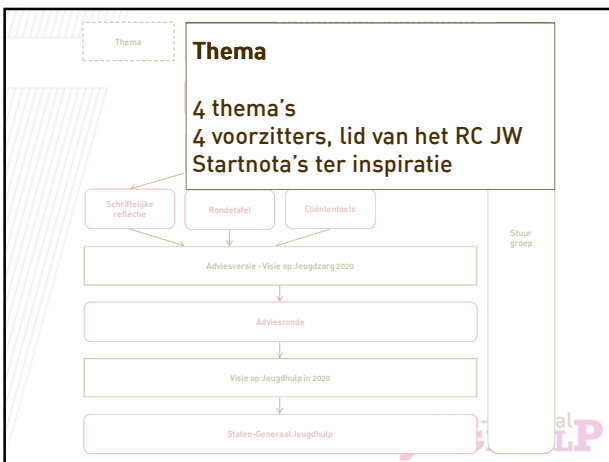 Thema
Thema
4 thema's
4 voorzitters, lid van het RC JW
Startnota's ter inspiratie
Schriftelijke
reflectie
Rondetafel
Cliëntentoets
Stuur
groep
Adviesversie - Visie op Jeugdzorg 2020
Adviesronde
Visie op Jeugdhulp in 2020
Staten-Generaal Jeugdhulp